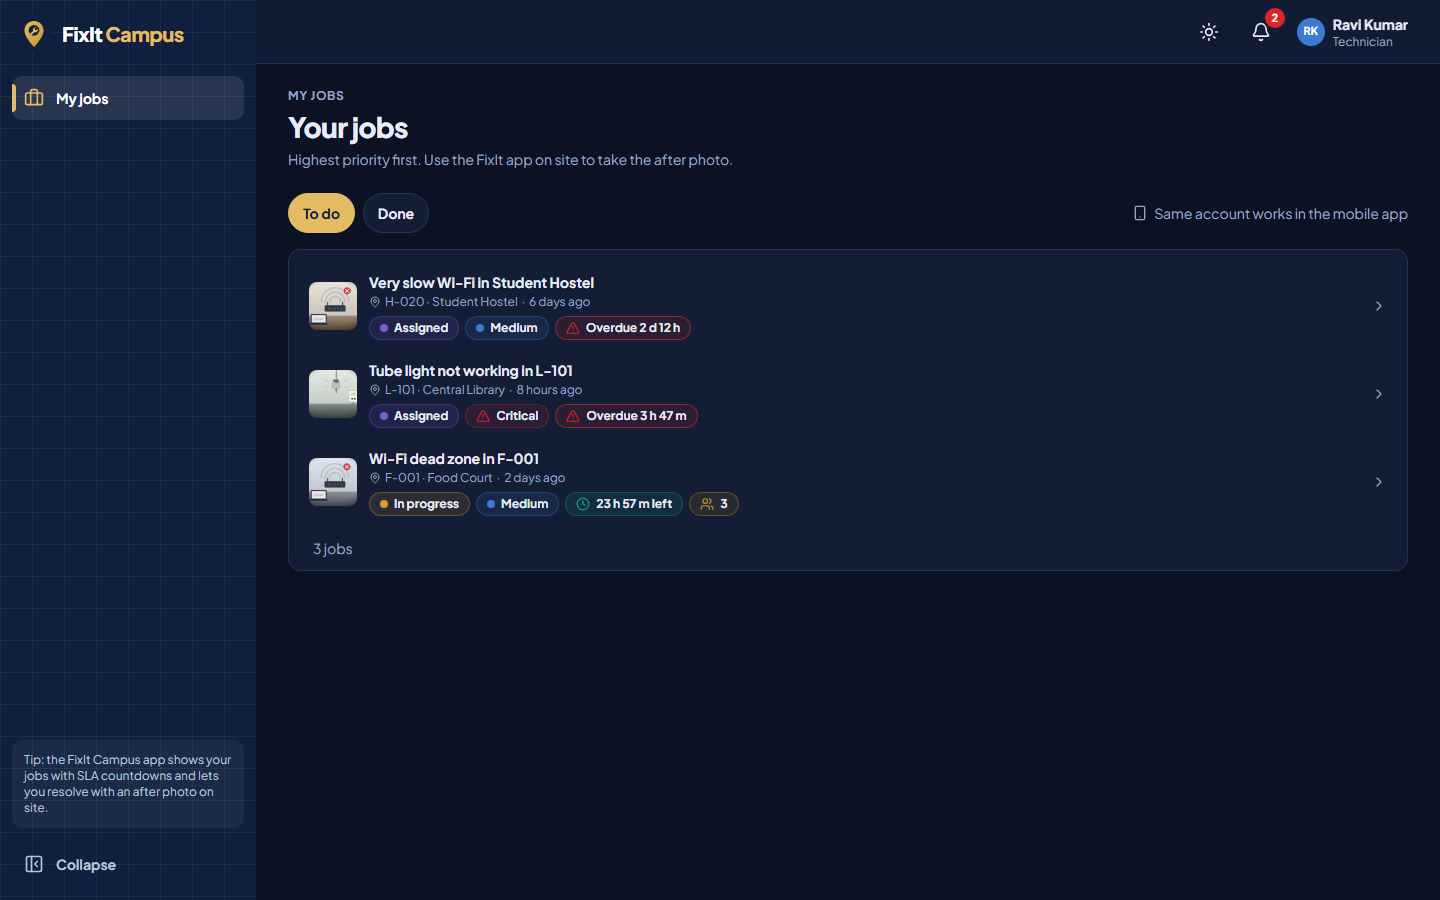 FixIt Campus
My jobs
Tip: the FixIt Campus app shows your
jobs with SLA countdowns and lets
you resolve with an after photo on
site.
Collapse
2
RK
Ravi Kumar
Technician
MY JOBS
Your jobs
Highest priority first. Use the FixIt app on site to take the after photo.
To do
Done
Same account works in the mobile app
Very slow Wi-Fi in Student Hostel
H-020 · Student Hostel · 6 days ago
Assigned
Medium
Overdue 2 d 12 h
Tube light not working in L-101
L-101 · Central Library · 8 hours ago
Assigned
Critical
Overdue 3 h 47 m
Wi-Fi dead zone in F-001
F-001 · Food Court · 2 days ago
In progress
Medium
23 h 57 m left
3
3 jobs